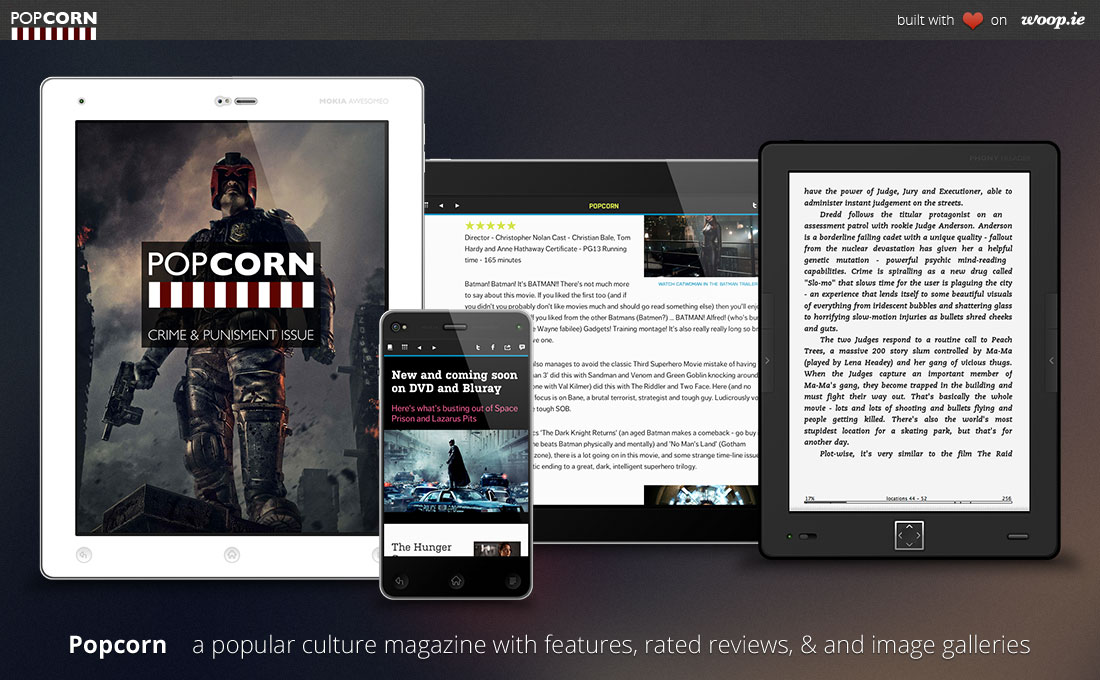 POPCORN
built with on woop.ie
MOKIA AWESOMEO
POPCORN
CRIME & PUNISMENT ISSUE
POPCORN
Director - Christopher Nolan Cast - Christian Bale, Tom
Hardy and Anne Hathaway Certificate - PG13 Running
time - 165 minutes
WATCH CATWOMAN IN THE BATMAN TRAILER
Batman! Batman! It's BATMAN!! There's not much more
to say about this movie. If you liked the first too (and if
you didn't you probably don't like movies much and should go read something else) then you'll enjo
f you liked him from the other Batmans (Batmen?) ... BATMAN! Alfred! (who's bu
e Wayne fabilee) Gadgets! Training montage! It's also really really long so br
ve one.
lso manages to avoid the classic Third Superhero Movie mistake of having
an 3' did this with Sandman and Venom and Green Goblin knocking around
one with Val Kilmer) did this with The Riddler and Two Face. Here (and no
focus is on Bane, a brutal terrorist, strategist and tough guy. Ludicrously vo
e tough SOB.
ts 'The Dark Knight Returns' (an aged Batman makes a comeback - go buy
ne beats Batman physically and mentally) and 'No Man's Land' (Gotham
zone), there is a lot going on in this movie, and some strange time-line issue
tic ending to a great, dark, intelligent superhero trilogy.
New and coming soon
on DVD and Bluray
Here's what's busting out of Space
Prison and Lazarus Pits
The Hunger
have the power of Judge, Jury and Executioner, able to
administer instant judgement on the streets.
Dredd follows the titular protagonist on an
assessment patrol with rookie Judge Anderson. Anderson
is a borderline failing cadet with a unique quality - fallout
from the nuclear devastation has given her a helpful
genetic mutation - powerful psychic mind-reading
capabilities. Crime is spiralling as a new drug called
"Slo-mo" that slows time for the user is plaguing the city
- an experience that lends itself to some beautiful visuals
of everything from iridescent bubbles and shattering glass
to horrifying slow-motion injuries as bullets shred cheeks
and guts.
The two Judges respond to a routine call to Peach
Trees, a massive 200 story slum controlled by Ma-Ma
(played by Lena Headey) and her gang of vicious thugs.
When the Judges capture an important member of
Ma-Ma's gang, they become trapped in the building and
must fight their way out. That's basically the whole
movie - lots and lots of shooting and bullets flying and
people getting killed. There's also the world's most
stupidest location for a skating park, but that's for
another day.
Plot-wise, it's very similar to the film The Raid
17% locations 44 - 52 256
Popcorn a popular culture magazine with features, rated reviews, & and image galleries